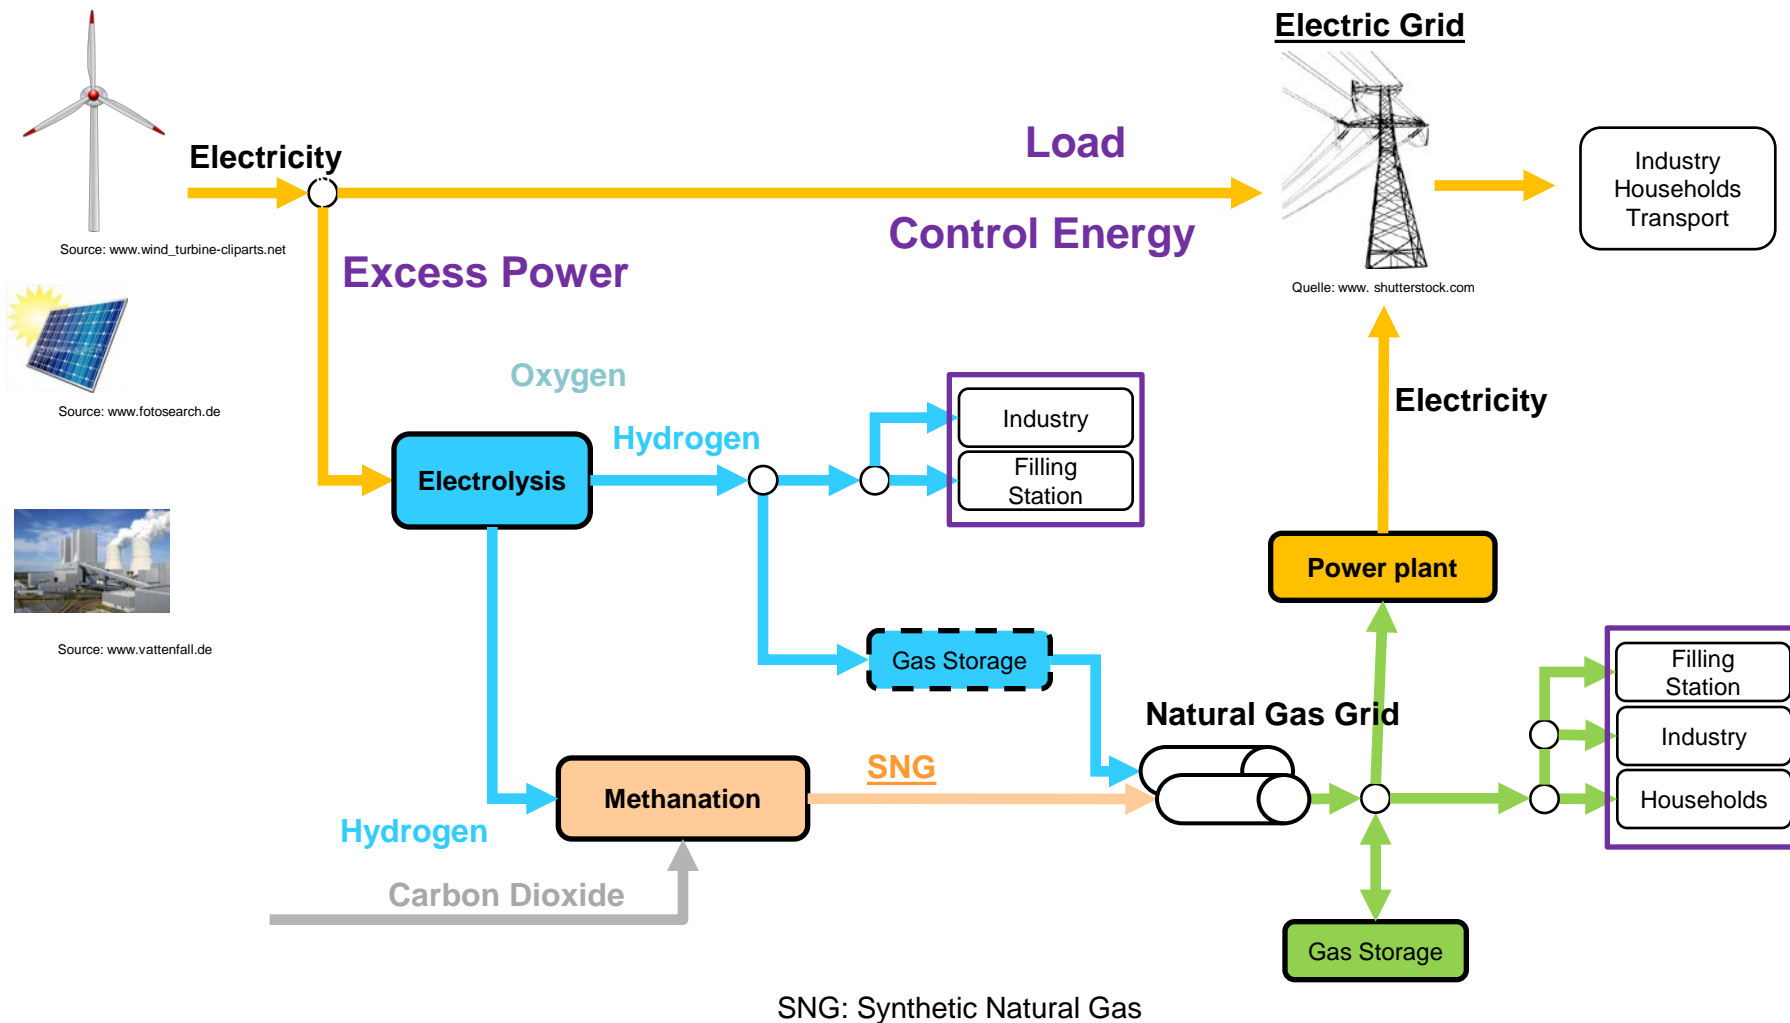 Electric Grid
Electricity
Load
Industry
Households
Transport
Control Energy
Source: www.wind_turbine-cliparts.net
Excess Power
Quelle: www. shutterstock.com
Oxygen
Source: www.fotosearch.de
Electricity
Industry
Hydrogen
Filling
Station
Electrolysis
Power plant
Source: www.vattenfall.de
Gas Storage
Filling
Station
Natural Gas Grid
Industry
SNG
Methanation
Households
Hydrogen
Carbon Dioxide
Gas Storage
SNG: Synthetic Natural Gas